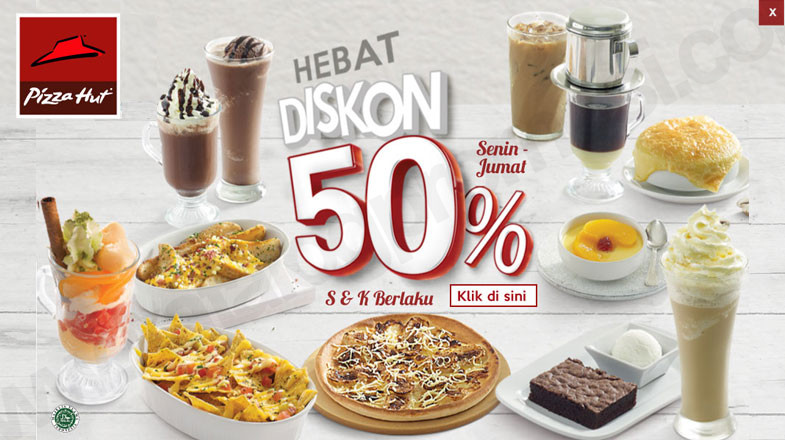 X
Pizza Hut
HEBAT
DISKON
50%
Senin -
Jumat
S & K Berlaku
Klik di sini